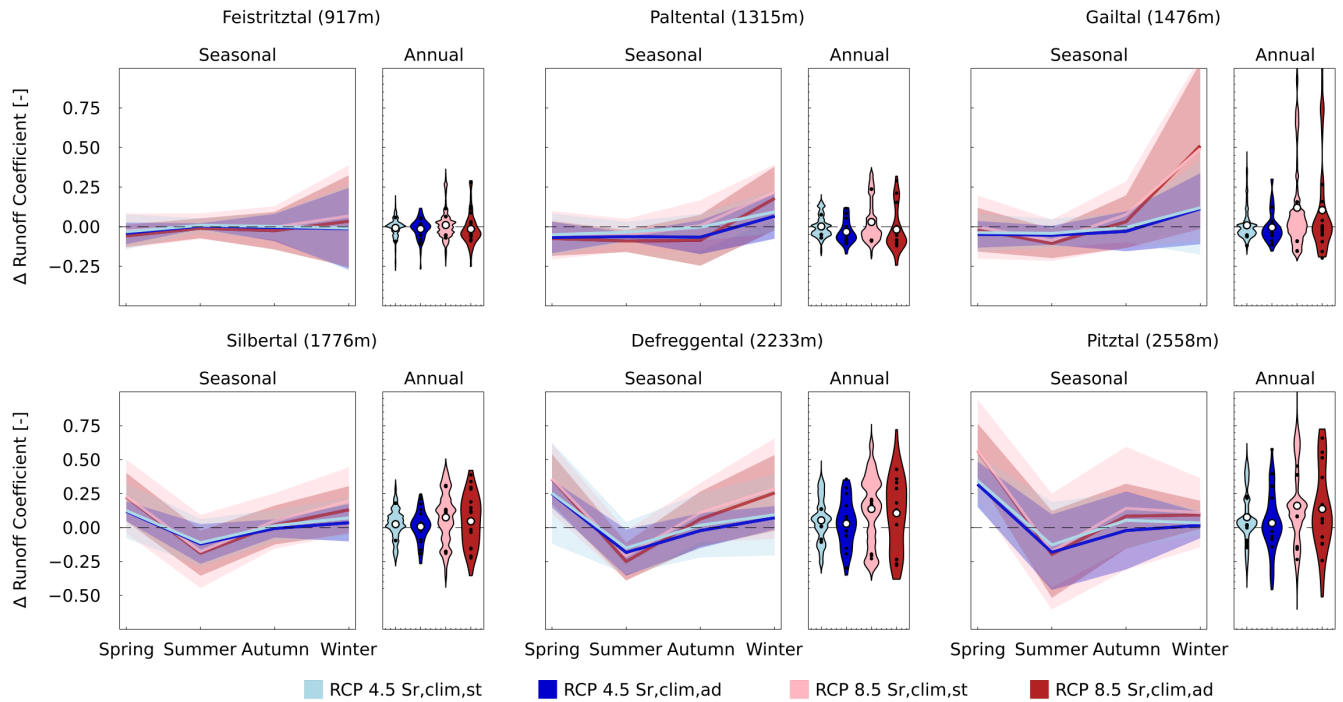 Feistritztal (917m) Paltental (1315m) Gailtal (1476m)
Seasonal Annual Seasonal Annual Seasonal Annual
Δ Runoff Coefficient [-]
0.75
0.50
0.25
0.00
−0.25
Silbertal (1776m) Defreggental (2233m) Pitztal (2558m)
Seasonal Annual Seasonal Annual Seasonal Annual
Δ Runoff Coefficient [-]
0.75
0.50
0.25
0.00
−0.25
−0.50
Spring Summer Autumn Winter Spring Summer Autumn Winter Spring Summer Autumn Winter
RCP 4.5 Sr,clim,st RCP 4.5 Sr,clim,ad RCP 8.5 Sr,clim,st RCP 8.5 Sr,clim,ad